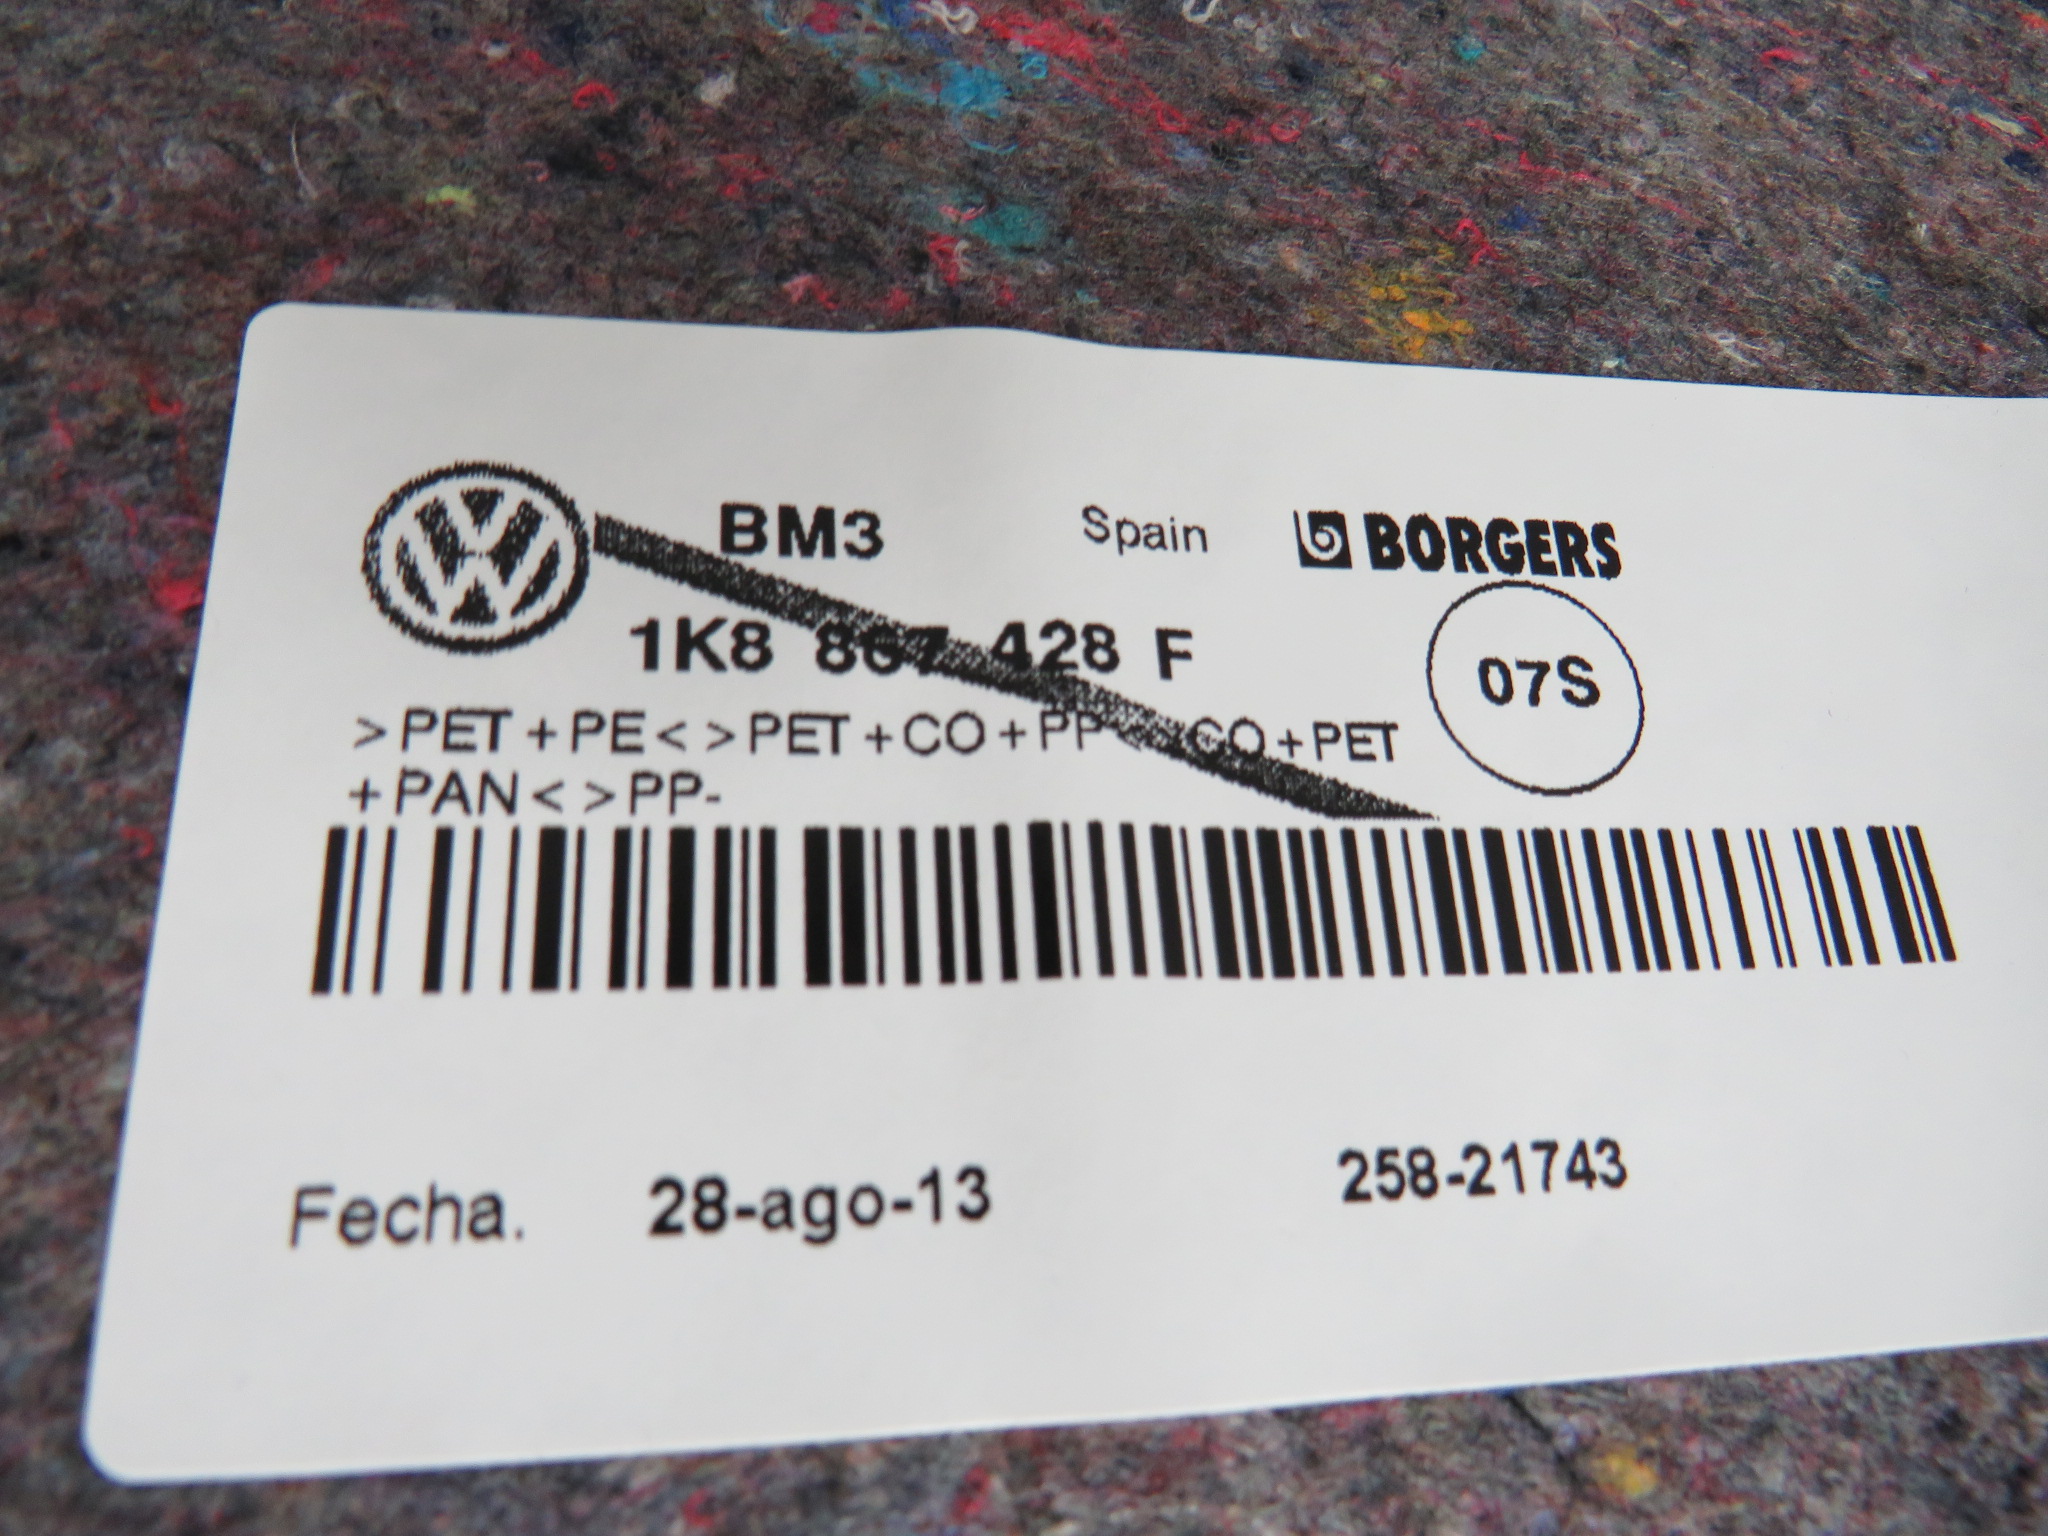 BM3 Spain BORGERS
1K8 867 428 F
07S
>PET+PE<>PET+CO+PP CO+PET
+PAN<>PP-
Fecha. 28-ago-13 258-21743